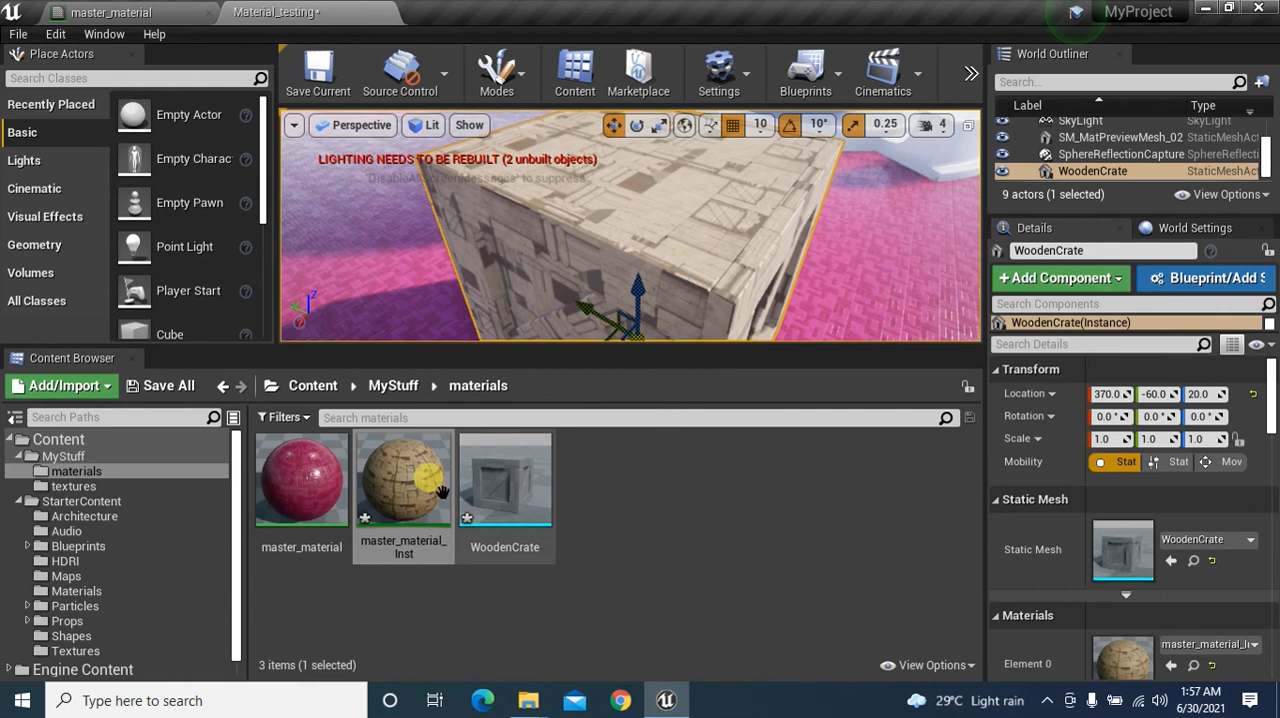 master_material
Material_testing•
MyProject
File Edit Window Help
Place Actors
Search Classes
Recently Placed
Basic
Lights
Cinematic
Visual Effects
Geometry
Volumes
All Classes
Empty Actor
Empty Charac
Empty Pawn
Point Light
Player Start
Cube
Save Current
Source Control
Modes
Content
Marketplace
Settings
Blueprints
Cinematics
Perspective Lit Show
10 10° 0.25 4
LIGHTING NEEDS TO BE REBUILT (2 unbuilt objects)
'DisableAllScreenMessages' to suppress
World Outliner
Search...
Label Type
SkyLight SkyLight
SM_MatPreviewMesh_02 StaticMeshAct
SphereReflectionCapture SphereReflecti
WoodenCrate StaticMeshAct
9 actors (1 selected) View Options
Details World Settings
WoodenCrate
+Add Component Blueprint/Add S
Search Components
WoodenCrate(Instance)
Search Details
Transform
Location 370.0 -60.0 20.0
Rotation 0.0° 0.0° 0.0°
Scale 1.0 1.0 1.0
Mobility Stat Stat Mov
Static Mesh
Static Mesh WoodenCrate
Materials
Element 0 master_material_I
Content Browser
Add/Import Save All Content MyStuff materials
Search Paths
Filters Search materials
Content
MyStuff
materials
textures
StarterContent
Architecture
Audio
Blueprints
HDRI
Maps
Materials
Particles
Props
Shapes
Textures
Engine Content
master_material
master_material_
Inst
WoodenCrate
3 items (1 selected) View Options
Type here to search
29°C Light rain
1:57 AM
6/30/2021